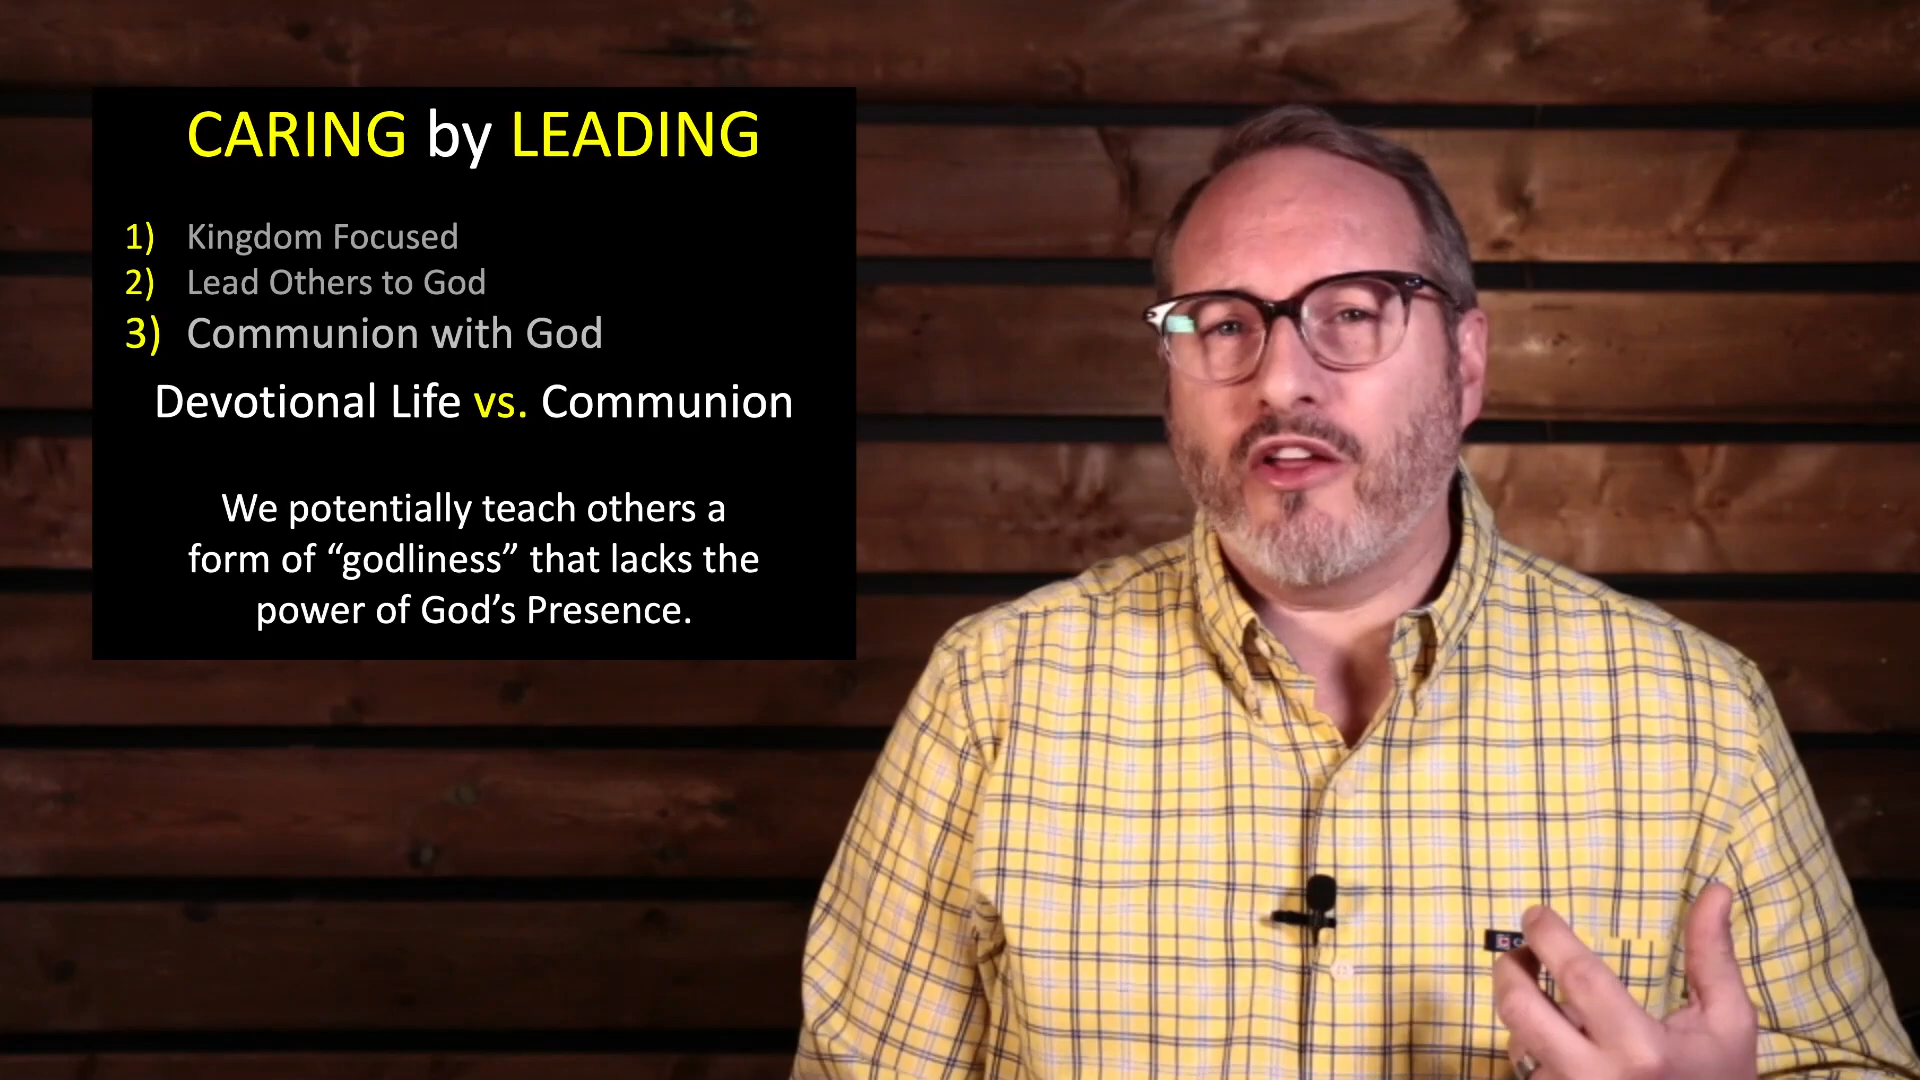 CARING by LEADING
1) Kingdom Focused
2) Lead Others to God
3) Communion with God
Devotional Life vs. Communion
We potentially teach others a
form of “godliness” that lacks the
power of God’s Presence.